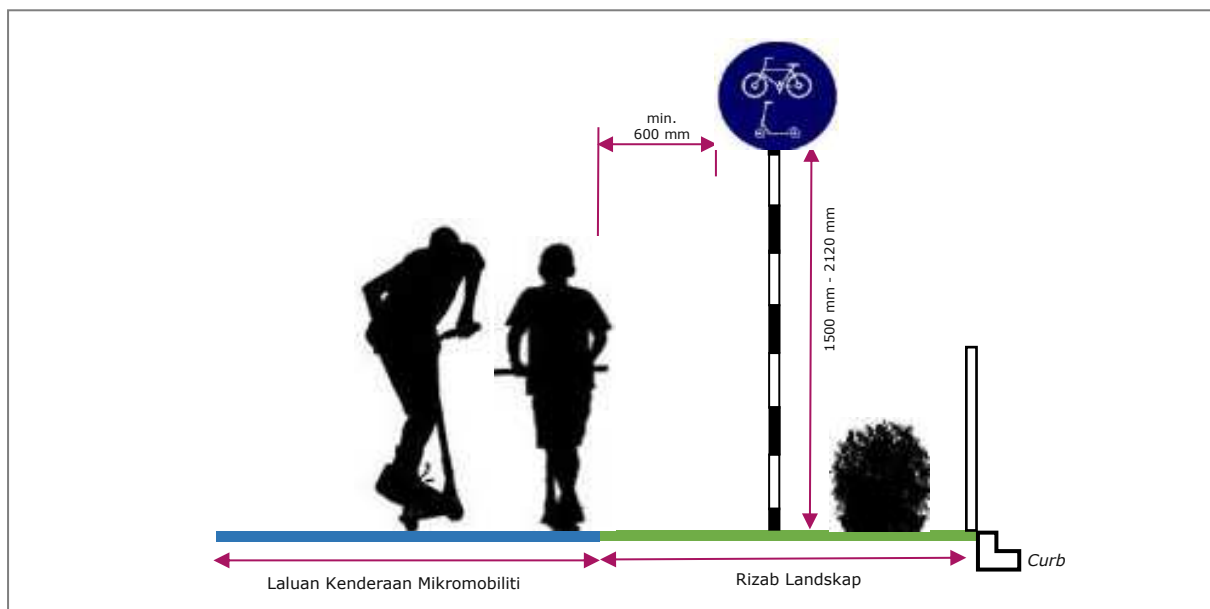 min.
600 mm
1500 mm - 2120 mm
Curb
Laluan Kenderaan Mikromobiliti
Rizab Landskap